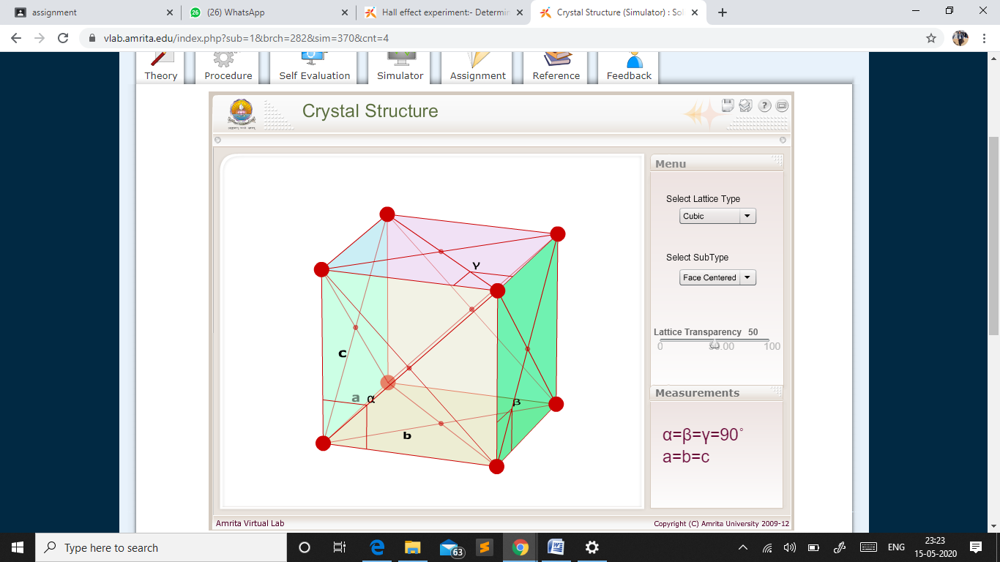 assignment
(26) WhatsApp
Hall effect experiment:- Determin
Crystal Structure (Simulator) : Sol
vlab.amrita.edu/index.php?sub=1&brch=282&sim=370&cnt=4
Theory
Procedure
Self Evaluation
Simulator
Assignment
Reference
Feedback
Crystal Structure
Menu
Select Lattice Type
Cubic
Select SubType
Face Centered
Lattice Transparency 50
0 50.00 100
Measurements
α=β=γ=90°
a=b=c
γ
c
a α
β
b
Amrita Virtual Lab
Copyright (C) Amrita University 2009-12
Type here to search
63
ENG
23:23
15-05-2020